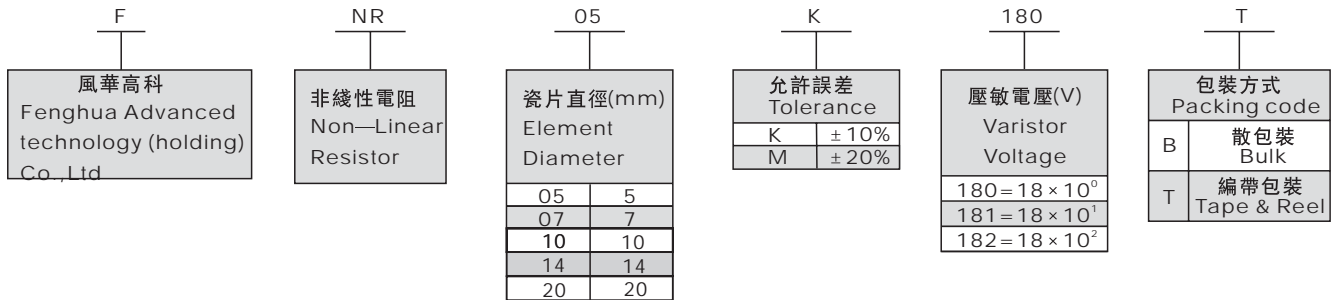 F
風華高科
Fenghua Advanced
technology (holding)
Co.,Ltd
NR
非綫性電阻
Non—Linear
Resistor
05
瓷片直徑(mm)
Element
Diameter
05 5
07 7
10 10
14 14
20 20
K
允許誤差
Tolerance
K ±10%
M ±20%
180
壓敏電壓(V)
Varistor
Voltage
180=18×10⁰
181=18×10¹
182=18×10²
T
包裝方式
Packing code
B 散包裝
Bulk
T 編帶包裝
Tape & Reel